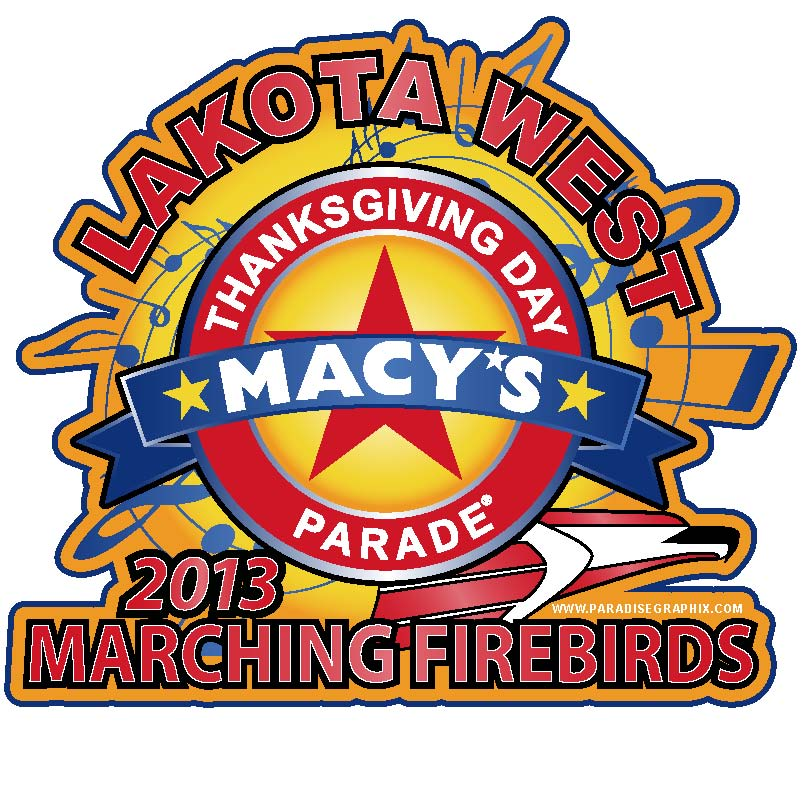 LAKOTA WEST
THANKSGIVING DAY
MACY★S
PARADE®
2013
WWW.PARADISEGRAPHIX.COM
MARCHING FIREBIRDS